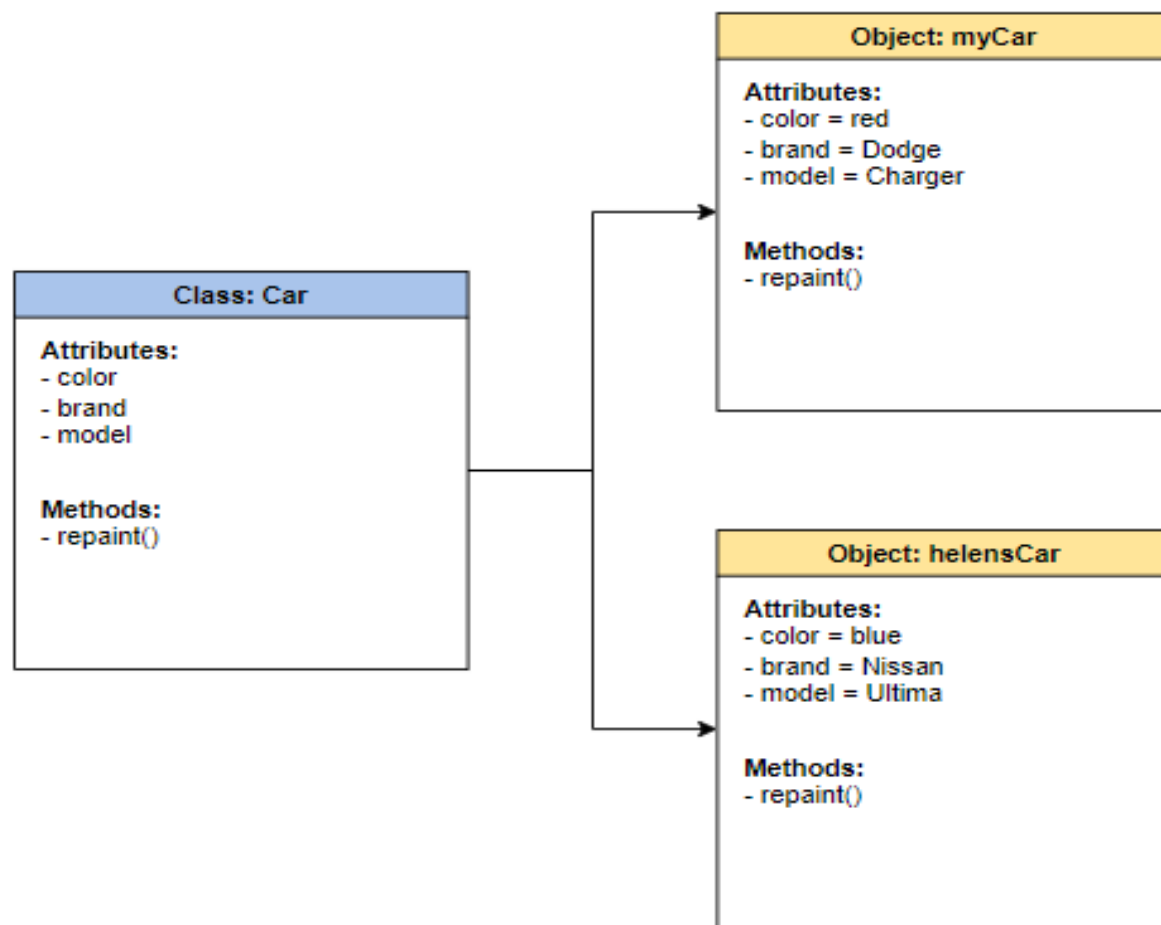 Object: myCar
Attributes:
- color = red
- brand = Dodge
- model = Charger
Methods:
- repaint()
Class: Car
Attributes:
- color
- brand
- model
Methods:
- repaint()
Object: helensCar
Attributes:
- color = blue
- brand = Nissan
- model = Ultima
Methods:
- repaint()